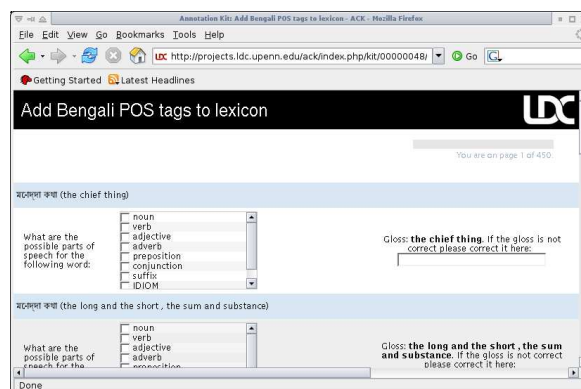 Annotation Kit: Add Bengali POS tags to lexicon - ACK - Mozilla Firefox
File Edit View Go Bookmarks Tools Help
http://projects.ldc.upenn.edu/ack/index.php/kit/00000048/ Go
Getting Started Latest Headlines
Add Bengali POS tags to lexicon LDC
You are on page 1 of 450.
কথা (the chief thing)
noun
verb
What are the adjective Gloss: the chief thing. If the gloss is not
possible parts of adverb correct please correct it here:
speech for the preposition
following word: conjunction
suffix
IDIOM
কথা (the long and the short , the sum and substance)
noun
verb
What are the adjective Gloss: the long and the short , the sum
possible parts of adverb and substance. If the gloss is not correct
speech for the preposition please correct it here:
Done